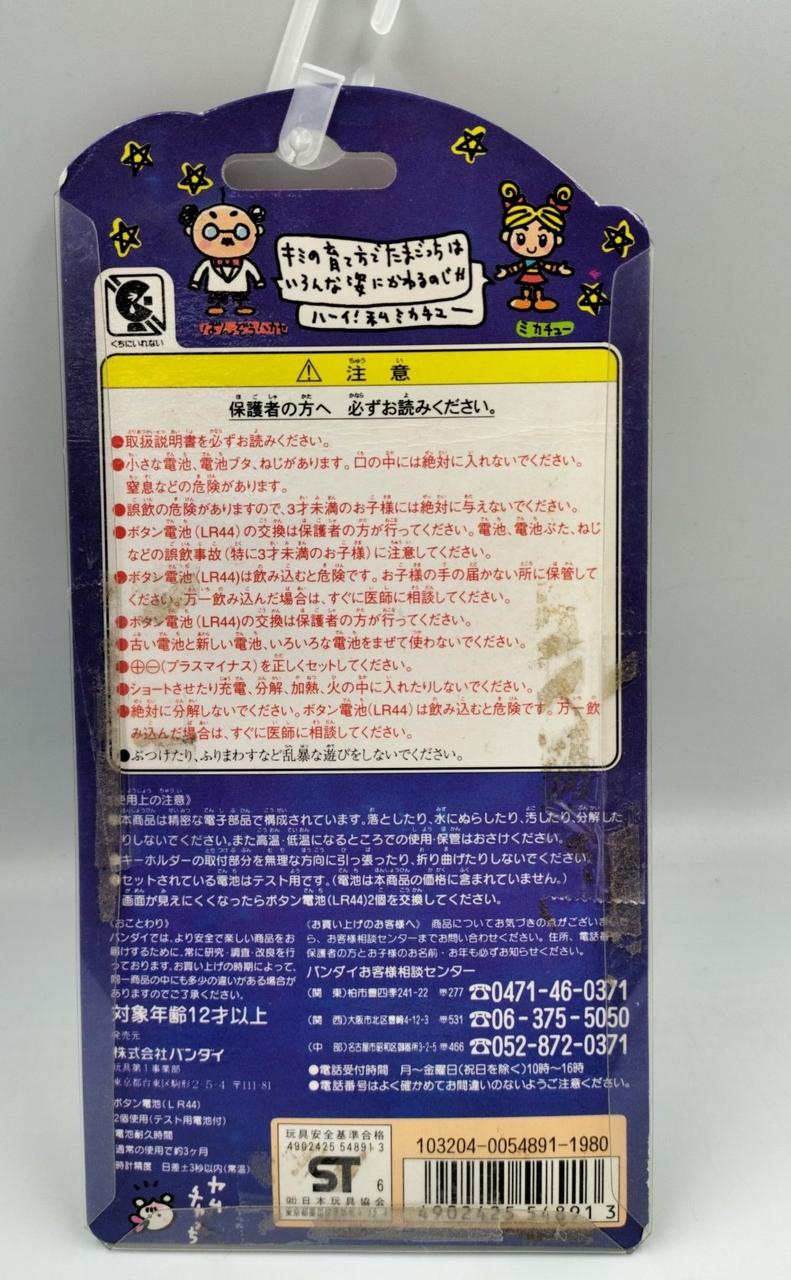 キミの育て方でたまごっちは
いろんな姿にかわるのじゃ!!
ハーイ!私ミカチュー
ばんぞうハカセ
ミカチュー
くちにいれない
注意
保護者の方へ 必ずお読みください。
●取扱説明書を必ずお読みください。
●小さな電池、電池ブタ、ねじがあります。口の中には絶対に入れないでください。
窒息などの危険があります。
●誤飲の危険がありますので、3才未満のお子様には絶対に与えないでください。
●ボタン電池(LR44)の交換は保護者の方が行ってください。電池、電池ぶた、ねじ
などの誤飲事故(特に3才未満のお子様)に注意してください。
●ボタン電池(LR44)は飲み込むと危険です。お子様の手の届かない所に保管して
ください。万一飲み込んだ場合は、すぐに医師に相談してください。
●ボタン電池(LR44)の交換は保護者の方が行ってください。
●古い電池と新しい電池、いろいろな電池をまぜて使わないでください。
●⊕⊖(プラスマイナス)を正しくセットしてください。
●ショートさせたり充電、分解、加熱、火の中に入れたりしないでください。
●絶対に分解しないでください。ボタン電池(LR44)は飲み込むと危険です。万一飲
み込んだ場合は、すぐに医師に相談してください。
●ぶつけたり、ふりまわすなど乱暴な遊びをしないでください。
使用上の注意》
●本商品は精密な電子部品で構成されています。落としたり、水にぬらしたり、汚したり、分解した
りしないでください。また高温・低温になるところでの使用・保管はおさけください。
●キーホルダーの取付部分を無理な方向に引っ張ったり、折り曲げたりしないでください。
●セットされている電池はテスト用です。(電池は本商品の価格に含まれていません。)
画面が見えにくくなったらボタン電池(LR44)2個を交換してください。
《おことわり》
バンダイでは、より安全で楽しい商品をお
届けするために、常に研究・調査・改良を行
っております。お買い上げの時期によって、
同一商品の中にも多少の違いがある場合が
ありますのでご了承ください。
対象年齢12才以上
発売元
株式会社バンダイ
玩具第1事業部
東京都台東区駒形2-5-4 〒111-81
ボタン電池(LR44)
2個使用(テスト用電池付)
電池耐久時間
通常の使用で約3ヶ月
時計精度 日差±3秒以内(常温)
《お買い上げのお客様へ》 商品についてお気づきの点がございまし
ら、お客様相談センターまでお問い合わせください。住所、電話番号
保護者の方とお子様のお名前・お年も必ずお知らせください。
バンダイお客様相談センター
(関 東)柏市豊四季241-22 〒277 ☎0471-46-0371
(関 西)大阪市北区豊崎4-12-3 〒531 ☎06-375-5050
(中 部)名古屋市昭和区御器所3-2-5 〒466 ☎052-872-0371
●電話受付時間 月〜金曜日(祝日を除く)10時〜16時
●電話番号はよく確かめてお間違いのないようご注意ください。
玩具安全基準合格
4902425 54891 3
ST 6
(社)日本玩具協会
103204-0054891-1980
4 902425 548913